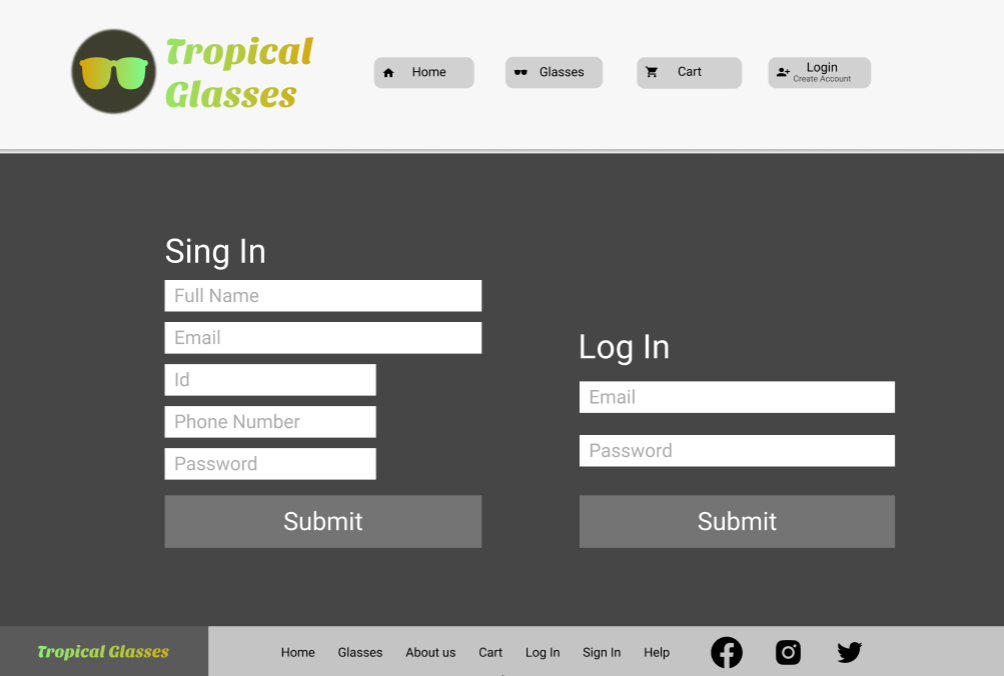 Tropical
Glasses
Home
Glasses
Cart
Login
Create Account
Sing In
Full Name
Email
Id
Phone Number
Password
Submit
Log In
Email
Password
Submit
Tropical Glasses
Home
Glasses
About us
Cart
Log In
Sign In
Help